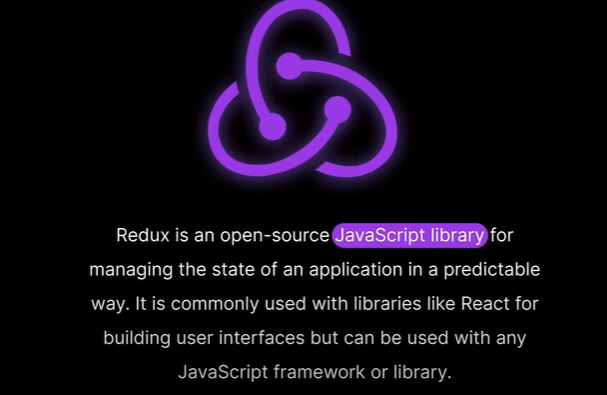 Redux is an open-source JavaScript library for
managing the state of an application in a predictable
way. It is commonly used with libraries like React for
building user interfaces but can be used with any
JavaScript framework or library.